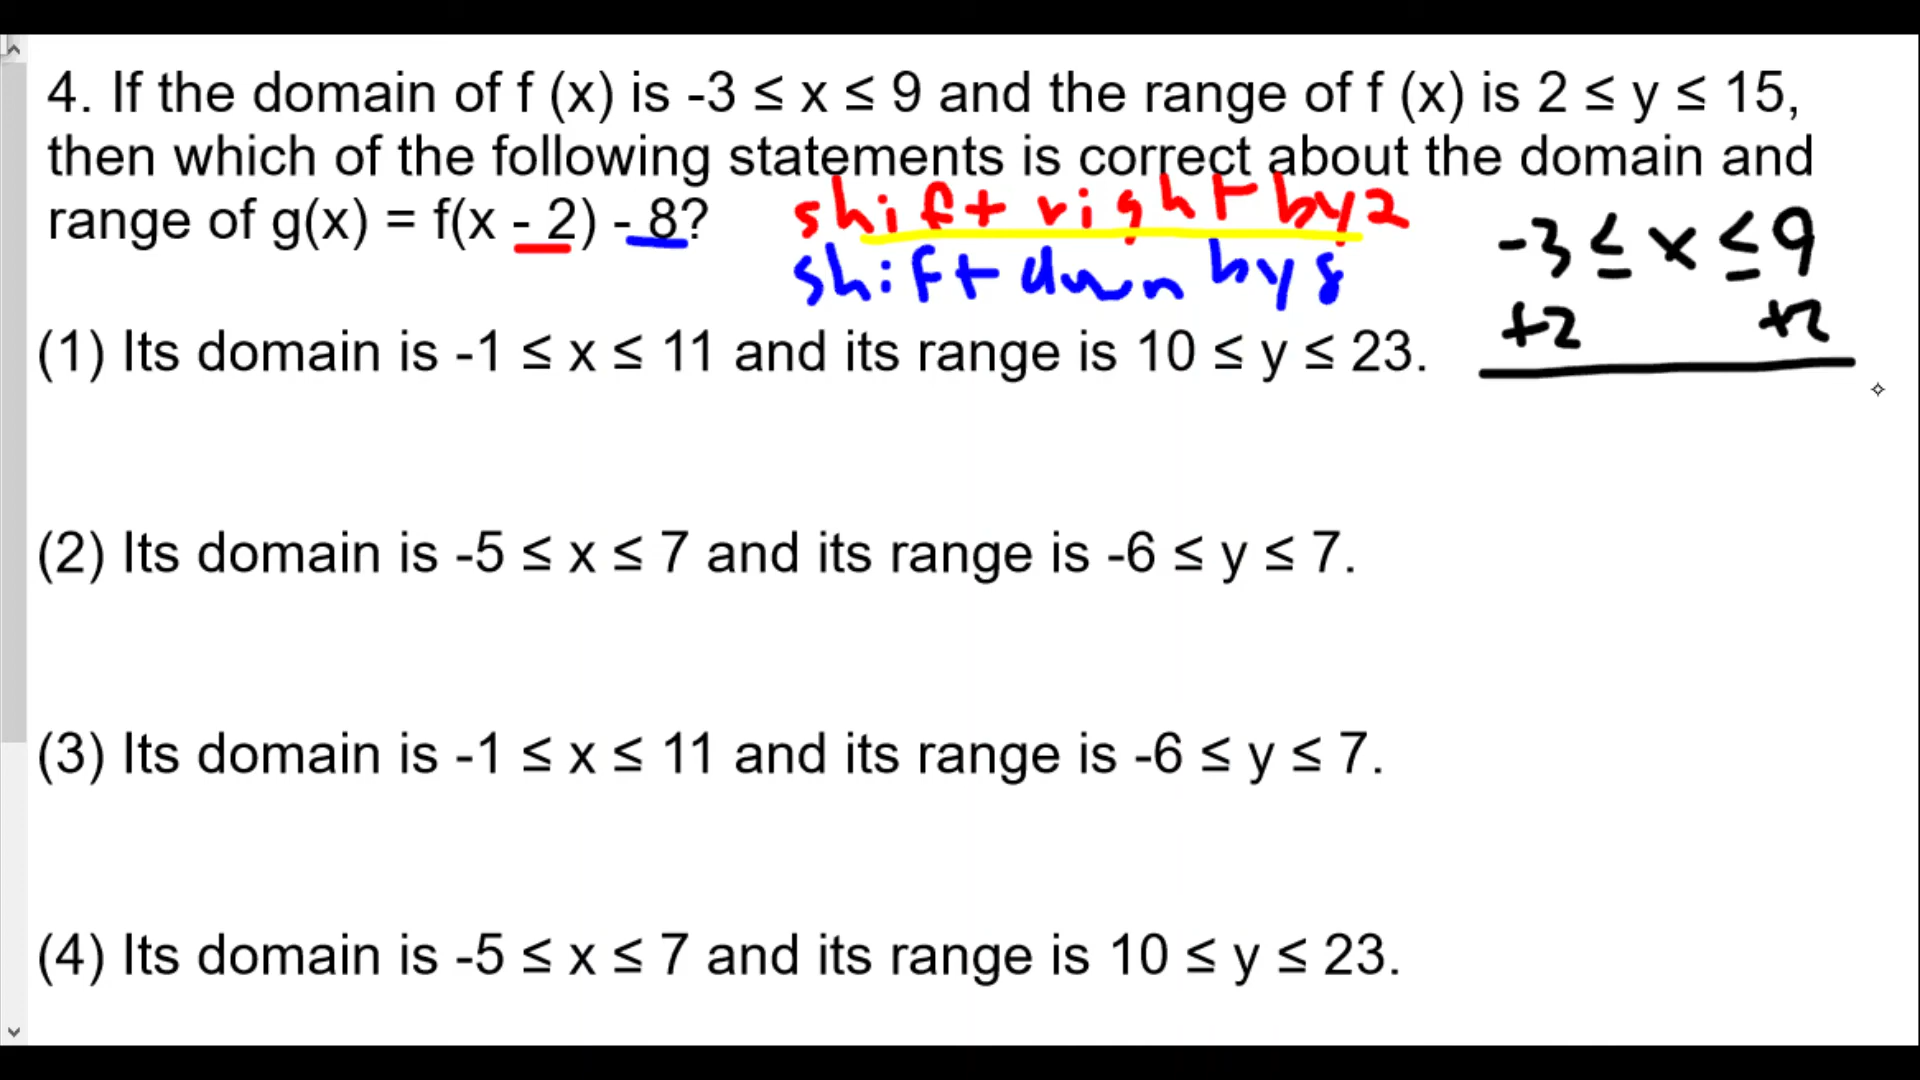 4. If the domain of f (x) is -3 ≤ x ≤ 9 and the range of f (x) is 2 ≤ y ≤ 15,
then which of the following statements is correct about the domain and
range of g(x) = f(x - 2) - 8?
shift right by 2
shift down by 8
-3 ≤ x ≤ 9
+2 +2
(1) Its domain is -1 ≤ x ≤ 11 and its range is 10 ≤ y ≤ 23.
(2) Its domain is -5 ≤ x ≤ 7 and its range is -6 ≤ y ≤ 7.
(3) Its domain is -1 ≤ x ≤ 11 and its range is -6 ≤ y ≤ 7.
(4) Its domain is -5 ≤ x ≤ 7 and its range is 10 ≤ y ≤ 23.